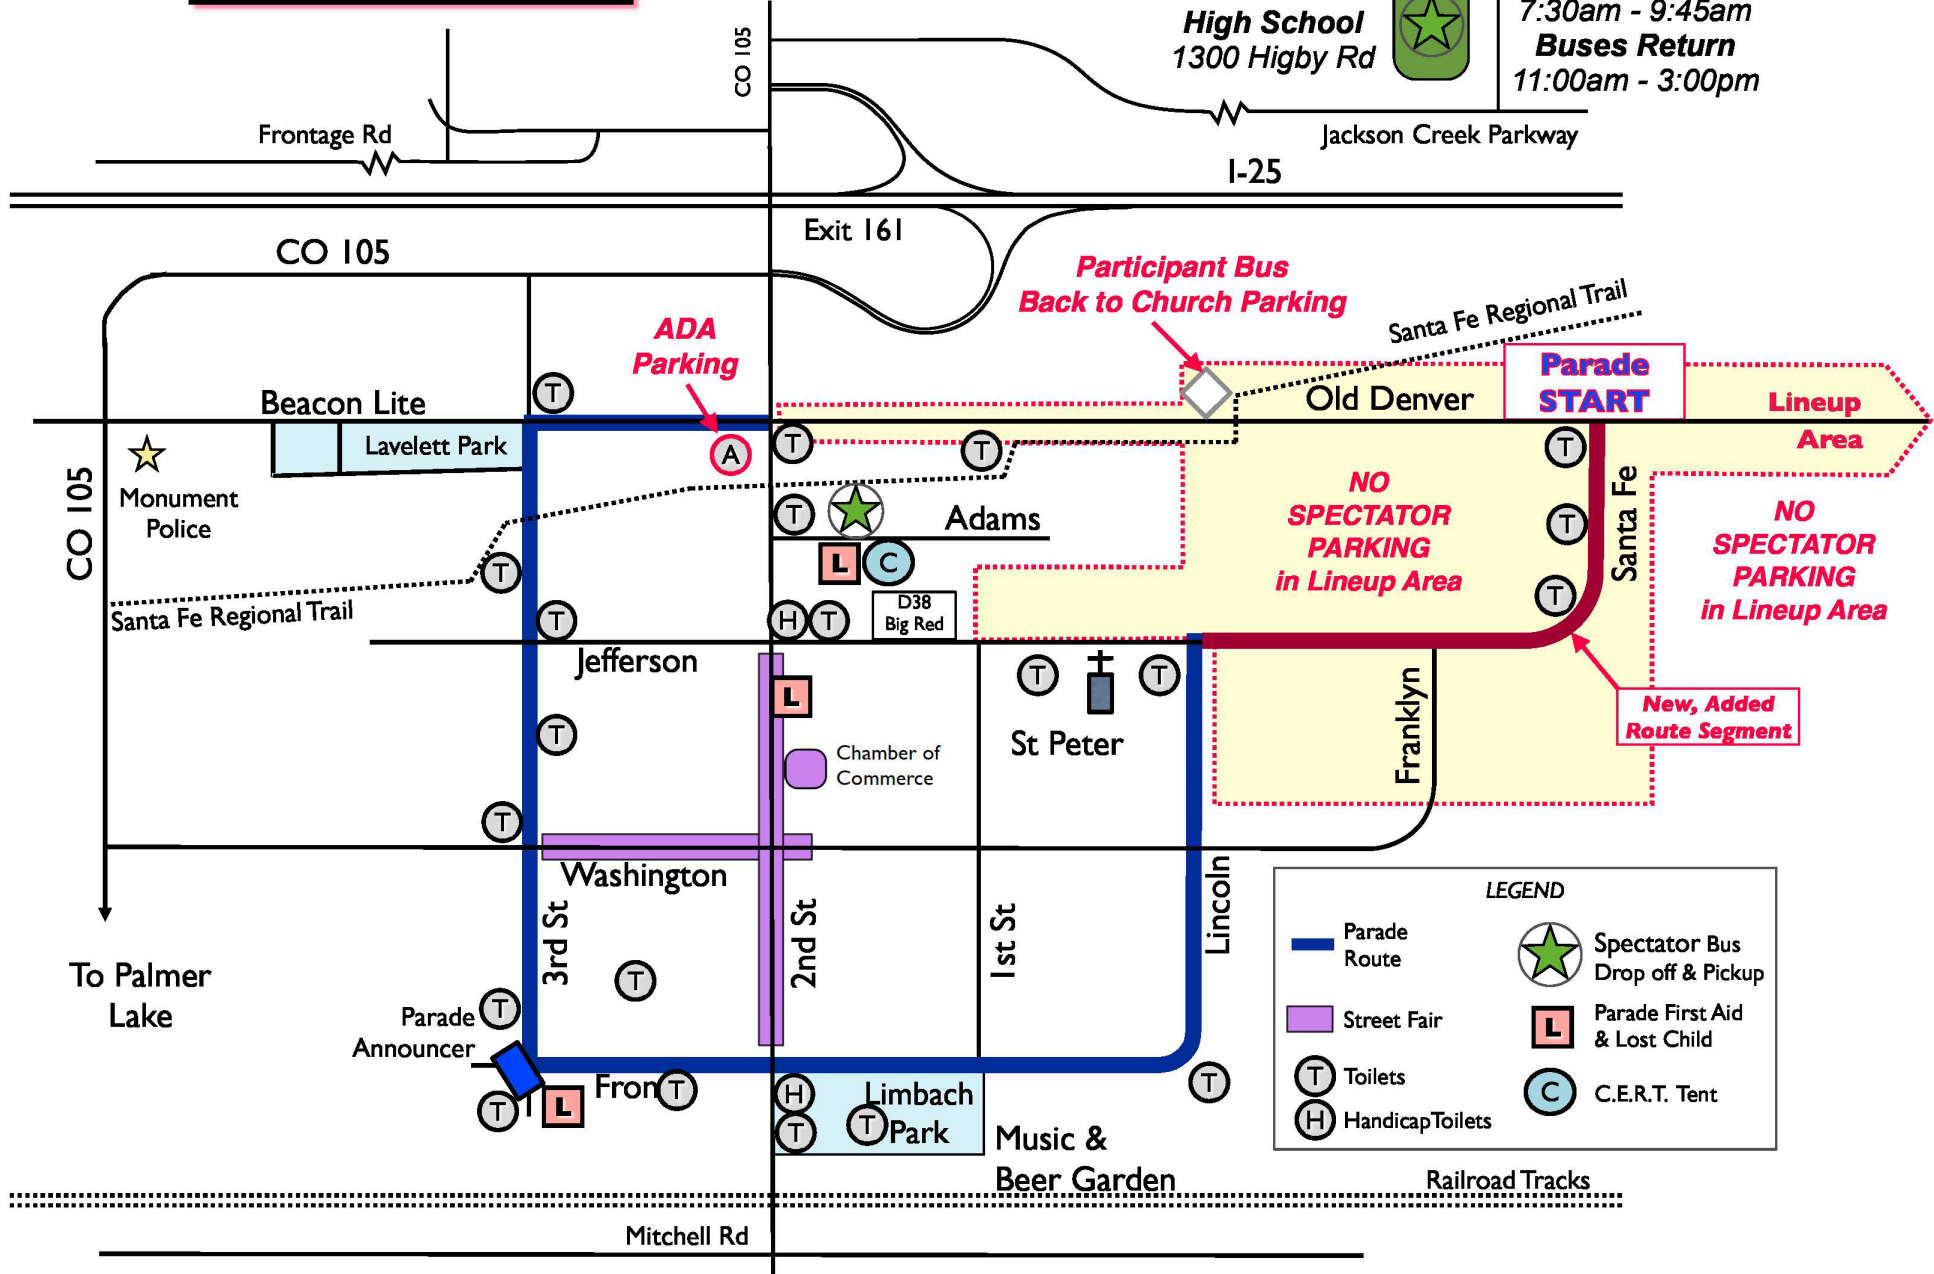 High School
1300 Higby Rd
7:30am - 9:45am
Buses Return
11:00am - 3:00pm
CO 105
Frontage Rd
Jackson Creek Parkway
I-25
Exit 161
CO 105
Participant Bus
Back to Church Parking
Santa Fe Regional Trail
ADA
Parking
Parade
START
Beacon Lite
Old Denver
Lineup
Area
Lavelett Park
A
T
T
T
T
Monument
Police
CO 105
NO
SPECTATOR
PARKING
in Lineup Area
Santa Fe
NO
SPECTATOR
PARKING
in Lineup Area
T
Adams
T
L
C
T
T
Santa Fe Regional Trail
T
H
T
D38
Big Red
Jefferson
T
T
L
St Peter
Franklyn
New, Added
Route Segment
T
Chamber of
Commerce
T
Washington
3rd St
2nd St
1st St
Lincoln
To Palmer
Lake
T
T
Parade
Announcer
T
L
Fron
T
H
T
Limbach
T
Park
T
Music &
Beer Garden
LEGEND
Parade
Route
Spectator Bus
Drop off & Pickup
Street Fair
L
Parade First Aid
& Lost Child
T
Toilets
C
C.E.R.T. Tent
H
HandicapToilets
Railroad Tracks
Mitchell Rd